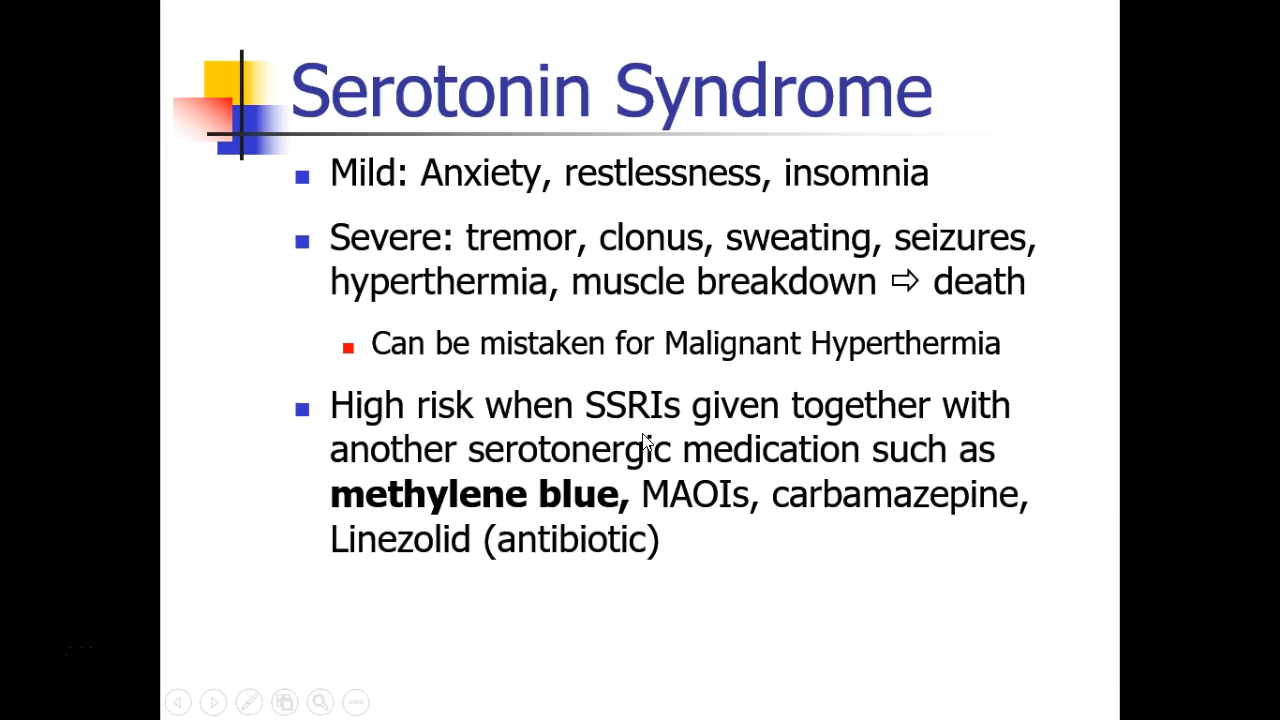 Serotonin Syndrome
Mild: Anxiety, restlessness, insomnia
Severe: tremor, clonus, sweating, seizures,
hyperthermia, muscle breakdown ⇨ death
Can be mistaken for Malignant Hyperthermia
High risk when SSRIs given together with
another serotonergic medication such as
methylene blue, MAOIs, carbamazepine,
Linezolid (antibiotic)